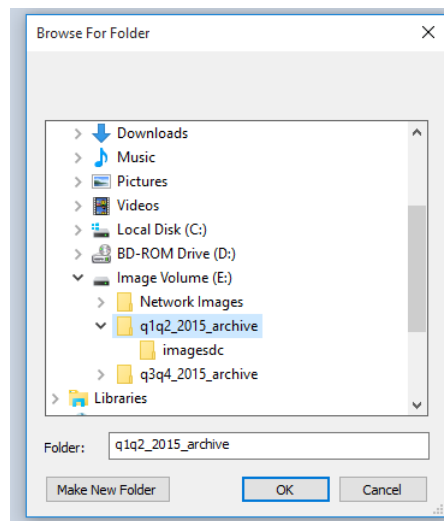 Browse For Folder
Downloads
Music
Pictures
Videos
Local Disk (C:)
BD-ROM Drive (D:)
Image Volume (E:)
Network Images
q1q2_2015_archive
imagesdc
q3q4_2015_archive
Libraries
Folder: q1q2_2015_archive
Make New Folder OK Cancel